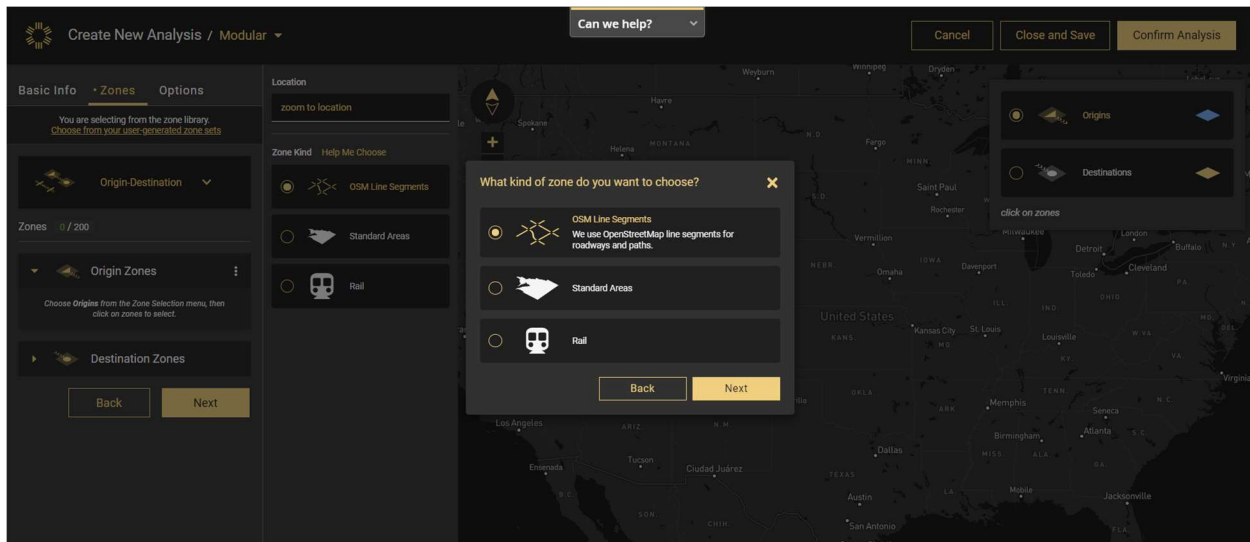 Can we help?
Create New Analysis / Modular
Cancel
Close and Save
Confirm Analysis
Basic Info
• Zones
Options
You are selecting from the zone library.
Choose from your user-generated zone sets
Origin-Destination
Zones 0 / 200
Origin Zones
Choose Origins from the Zone Selection menu, then
click on zones to select.
Destination Zones
Back
Next
Location
zoom to location
Zone Kind Help Me Choose
OSM Line Segments
Standard Areas
Rail
What kind of zone do you want to choose?
OSM Line Segments
We use OpenStreetMap line segments for
roadways and paths.
Standard Areas
Rail
Back
Next
Origins
Destinations
click on zones
Weyburn
Winnipeg
Dryden
Havre
Spokane
Helena
MONTANA
N.D.
Fargo
MINN.
Saint Paul
S.D.
Rochester
Vermillion
Milwaukee
London
Buffalo
N.Y.
Detroit
IOWA
Davenport
Toledo
Cleveland
NEBR.
Omaha
PA.
ILL.
IND.
OHIO
MD.
DEL.
United States
KANS.
Kansas City
St. Louis
MO.
Louisville
W.VA.
KY.
VA.
Virginia
OKLA.
TENN.
N.C.
Memphis
ARK.
Seneca
Los Angeles
ARIZ.
N.M.
Atlanta
S.C.
Birmingham
Dallas
MISS.
ALA.
GA.
Ensenada
Tucson
Ciudad Juárez
TEXAS
B.C.
Austin
LA.
Mobile
Jacksonville
SON.
CHIH.
San Antonio
FLA.